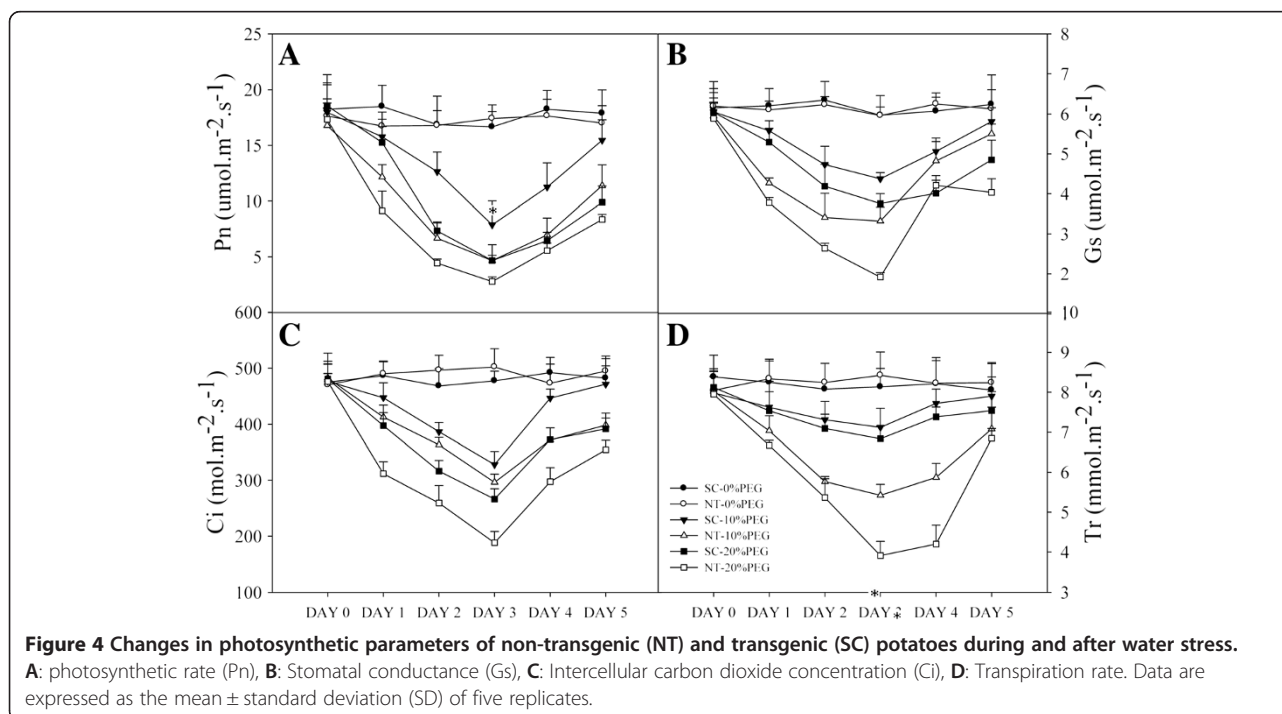 A
Pn (umol.m-2.s-1)
25
20
15
10
5
600
*
B
Gs (umol.m-2.s-1)
8
7
6
5
4
3
2
10
C
Ci (mol.m-2.s-1)
500
400
300
200
100
DAY 0 DAY 1 DAY 2 DAY 3 DAY 4 DAY 5
D
Tr (mmol.m-2.s-1)
9
8
7
6
5
4
3
SC-0%PEG
NT-0%PEG
SC-10%PEG
NT-10%PEG
SC-20%PEG
NT-20%PEG
*
DAY 0 DAY 1 DAY 2 DAY * DAY 4 DAY 5
Figure 4 Changes in photosynthetic parameters of non-transgenic (NT) and transgenic (SC) potatoes during and after water stress.
A: photosynthetic rate (Pn), B: Stomatal conductance (Gs), C: Intercellular carbon dioxide concentration (Ci), D: Transpiration rate. Data are
expressed as the mean ± standard deviation (SD) of five replicates.